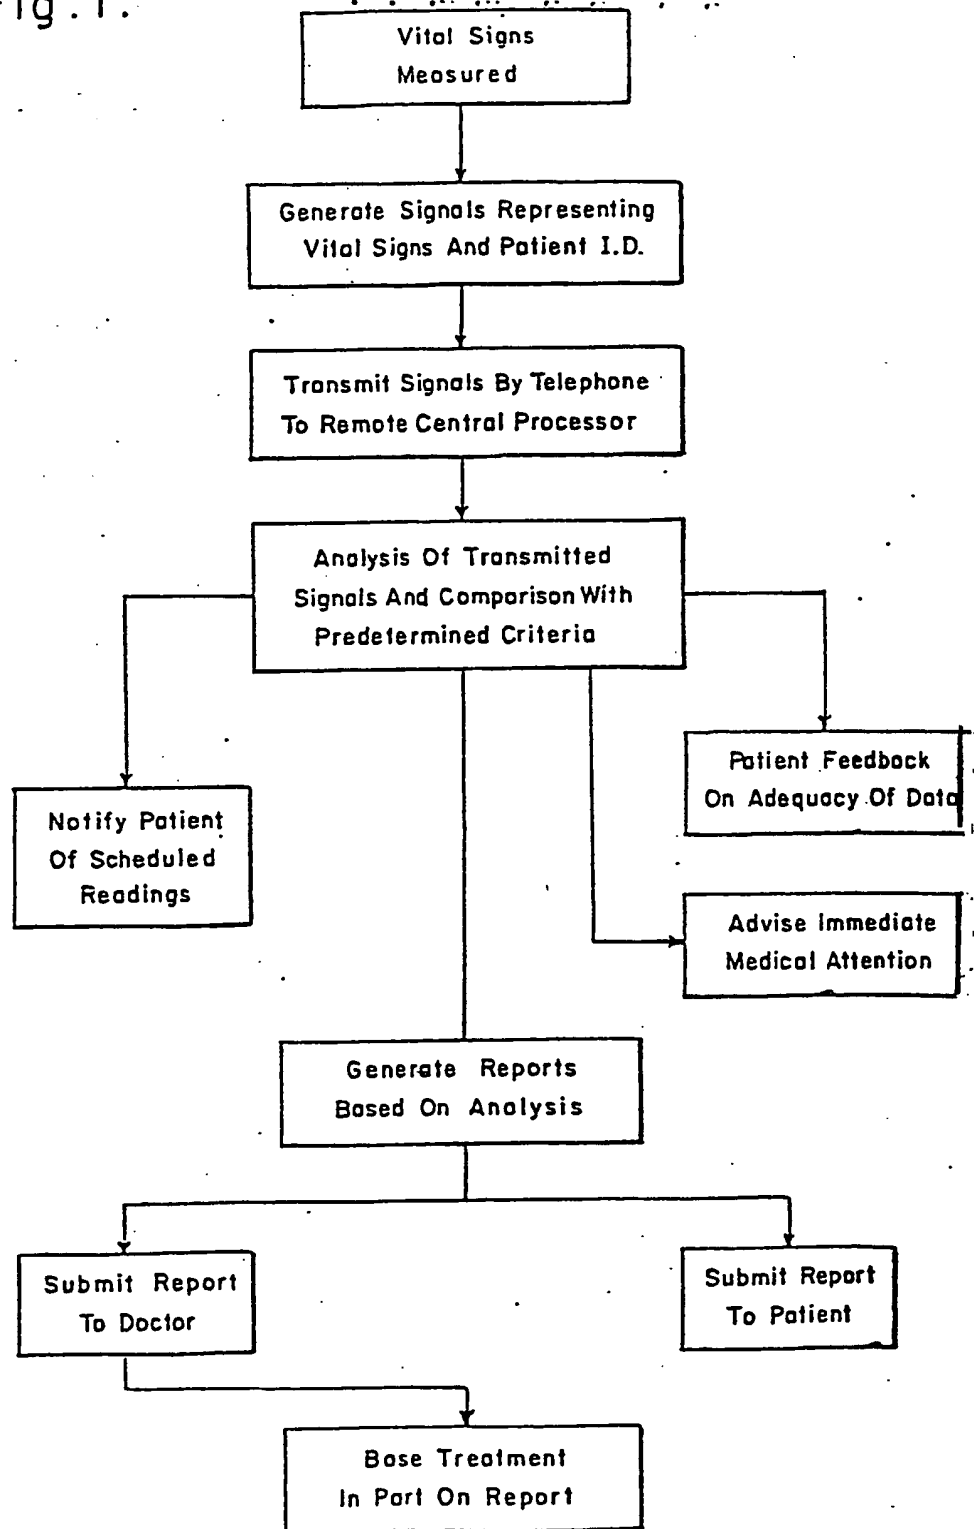 Fig.1.
Vital Signs
Measured
Generate Signals Representing
Vital Signs And Patient I.D.
Transmit Signals By Telephone
To Remote Central Processor
Analysis Of Transmitted
Signals And Comparison With
Predetermined Criteria
Patient Feedback
On Adequacy Of Data
Notify Patient
Of Scheduled
Readings
Advise Immediate
Medical Attention
Generate Reports
Based On Analysis
Submit Report
To Doctor
Submit Report
To Patient
Base Treatment
In Part On Report